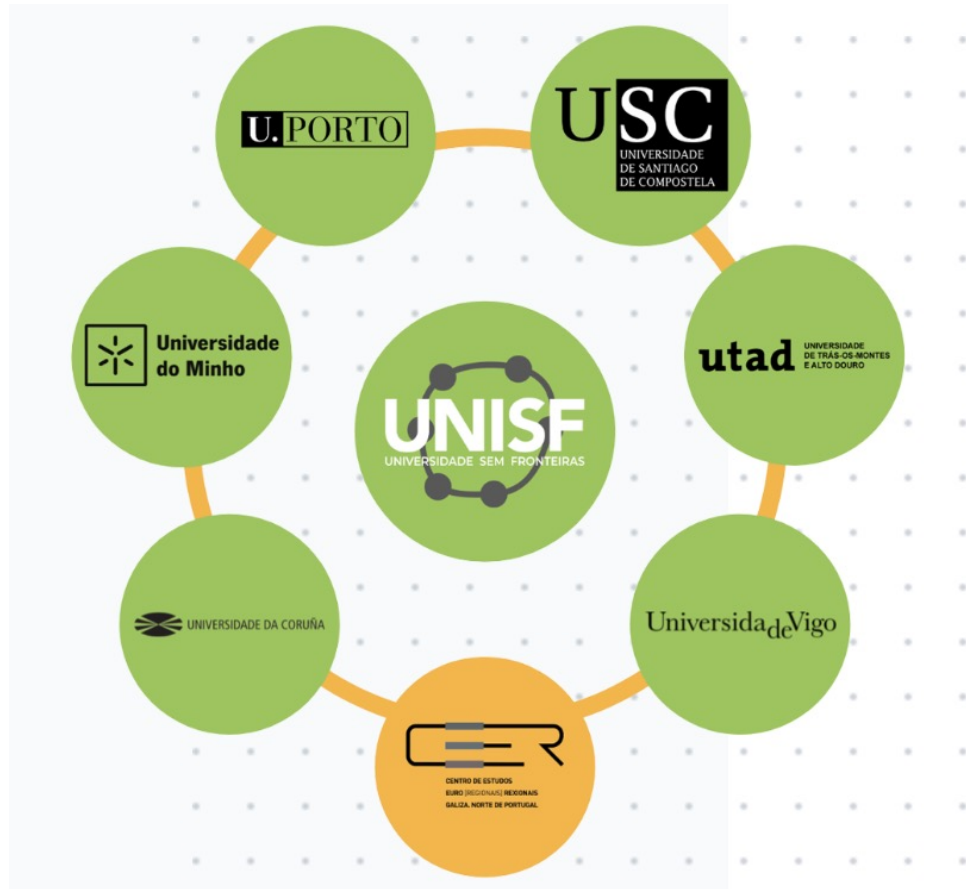 U.PORTO
USC
UNIVERSIDADE
DE SANTIAGO
DE COMPOSTELA
Universidade
do Minho
utad
UNIVERSIDADE
DE TRÁS-OS-MONTES
E ALTO DOURO
UNISF
UNIVERSIDADE SEM FRONTEIRAS
UNIVERSIDADE DA CORUÑA
UniversidadeVigo
CER
CENTRO DE ESTUDOS
EURO [REGIONAIS] REXIONAIS
GALIZA. NORTE DE PORTUGAL